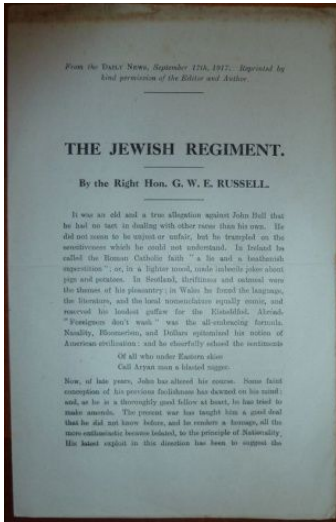 From the DAILY NEWS, September 17th, 1917. Reprinted by
kind permission of the Editor and Author.
THE JEWISH REGIMENT.
By the Right Hon. G. W. E. RUSSELL.
It was an old and a true allegation against John Bull that
he had no tact in dealing with other races than his own. He
did not mean to be unjust or unfair, but he trampled on the
sensitiveness which he could not understand. In Ireland he
called the Roman Catholic faith "a lie and a heathenish
superstition"; or, in a lighter mood, made imbecile jokes about
pigs and potatoes. In Scotland, thriftiness and oatmeal were
the themes of his pleasantry; in Wales he found the language,
the literature, and the local nomenclature equally comic, and
reserved his loudest guffaw for the Eisteddfod. Abroad,
"Foreigners don't wash" was the all-embracing formula.
Nasality, Bloomerism, and Dollars epitomised his notion of
American civilisation; and he cheerfully echoed the sentiments
Of all who under Eastern skies
Call Aryan man a blasted nigger.
Now, of late years, John has altered his course. Some faint
conception of his previous foolishness has dawned on his mind;
and, as he is a thoroughly good fellow at heart, he has tried to
make amends. The present war has taught him a good deal
that he did not know before, and he renders a homage, all the
more enthusiastic because belated, to the principle of Nationality.
His latest exploit in this direction has been to suggest the